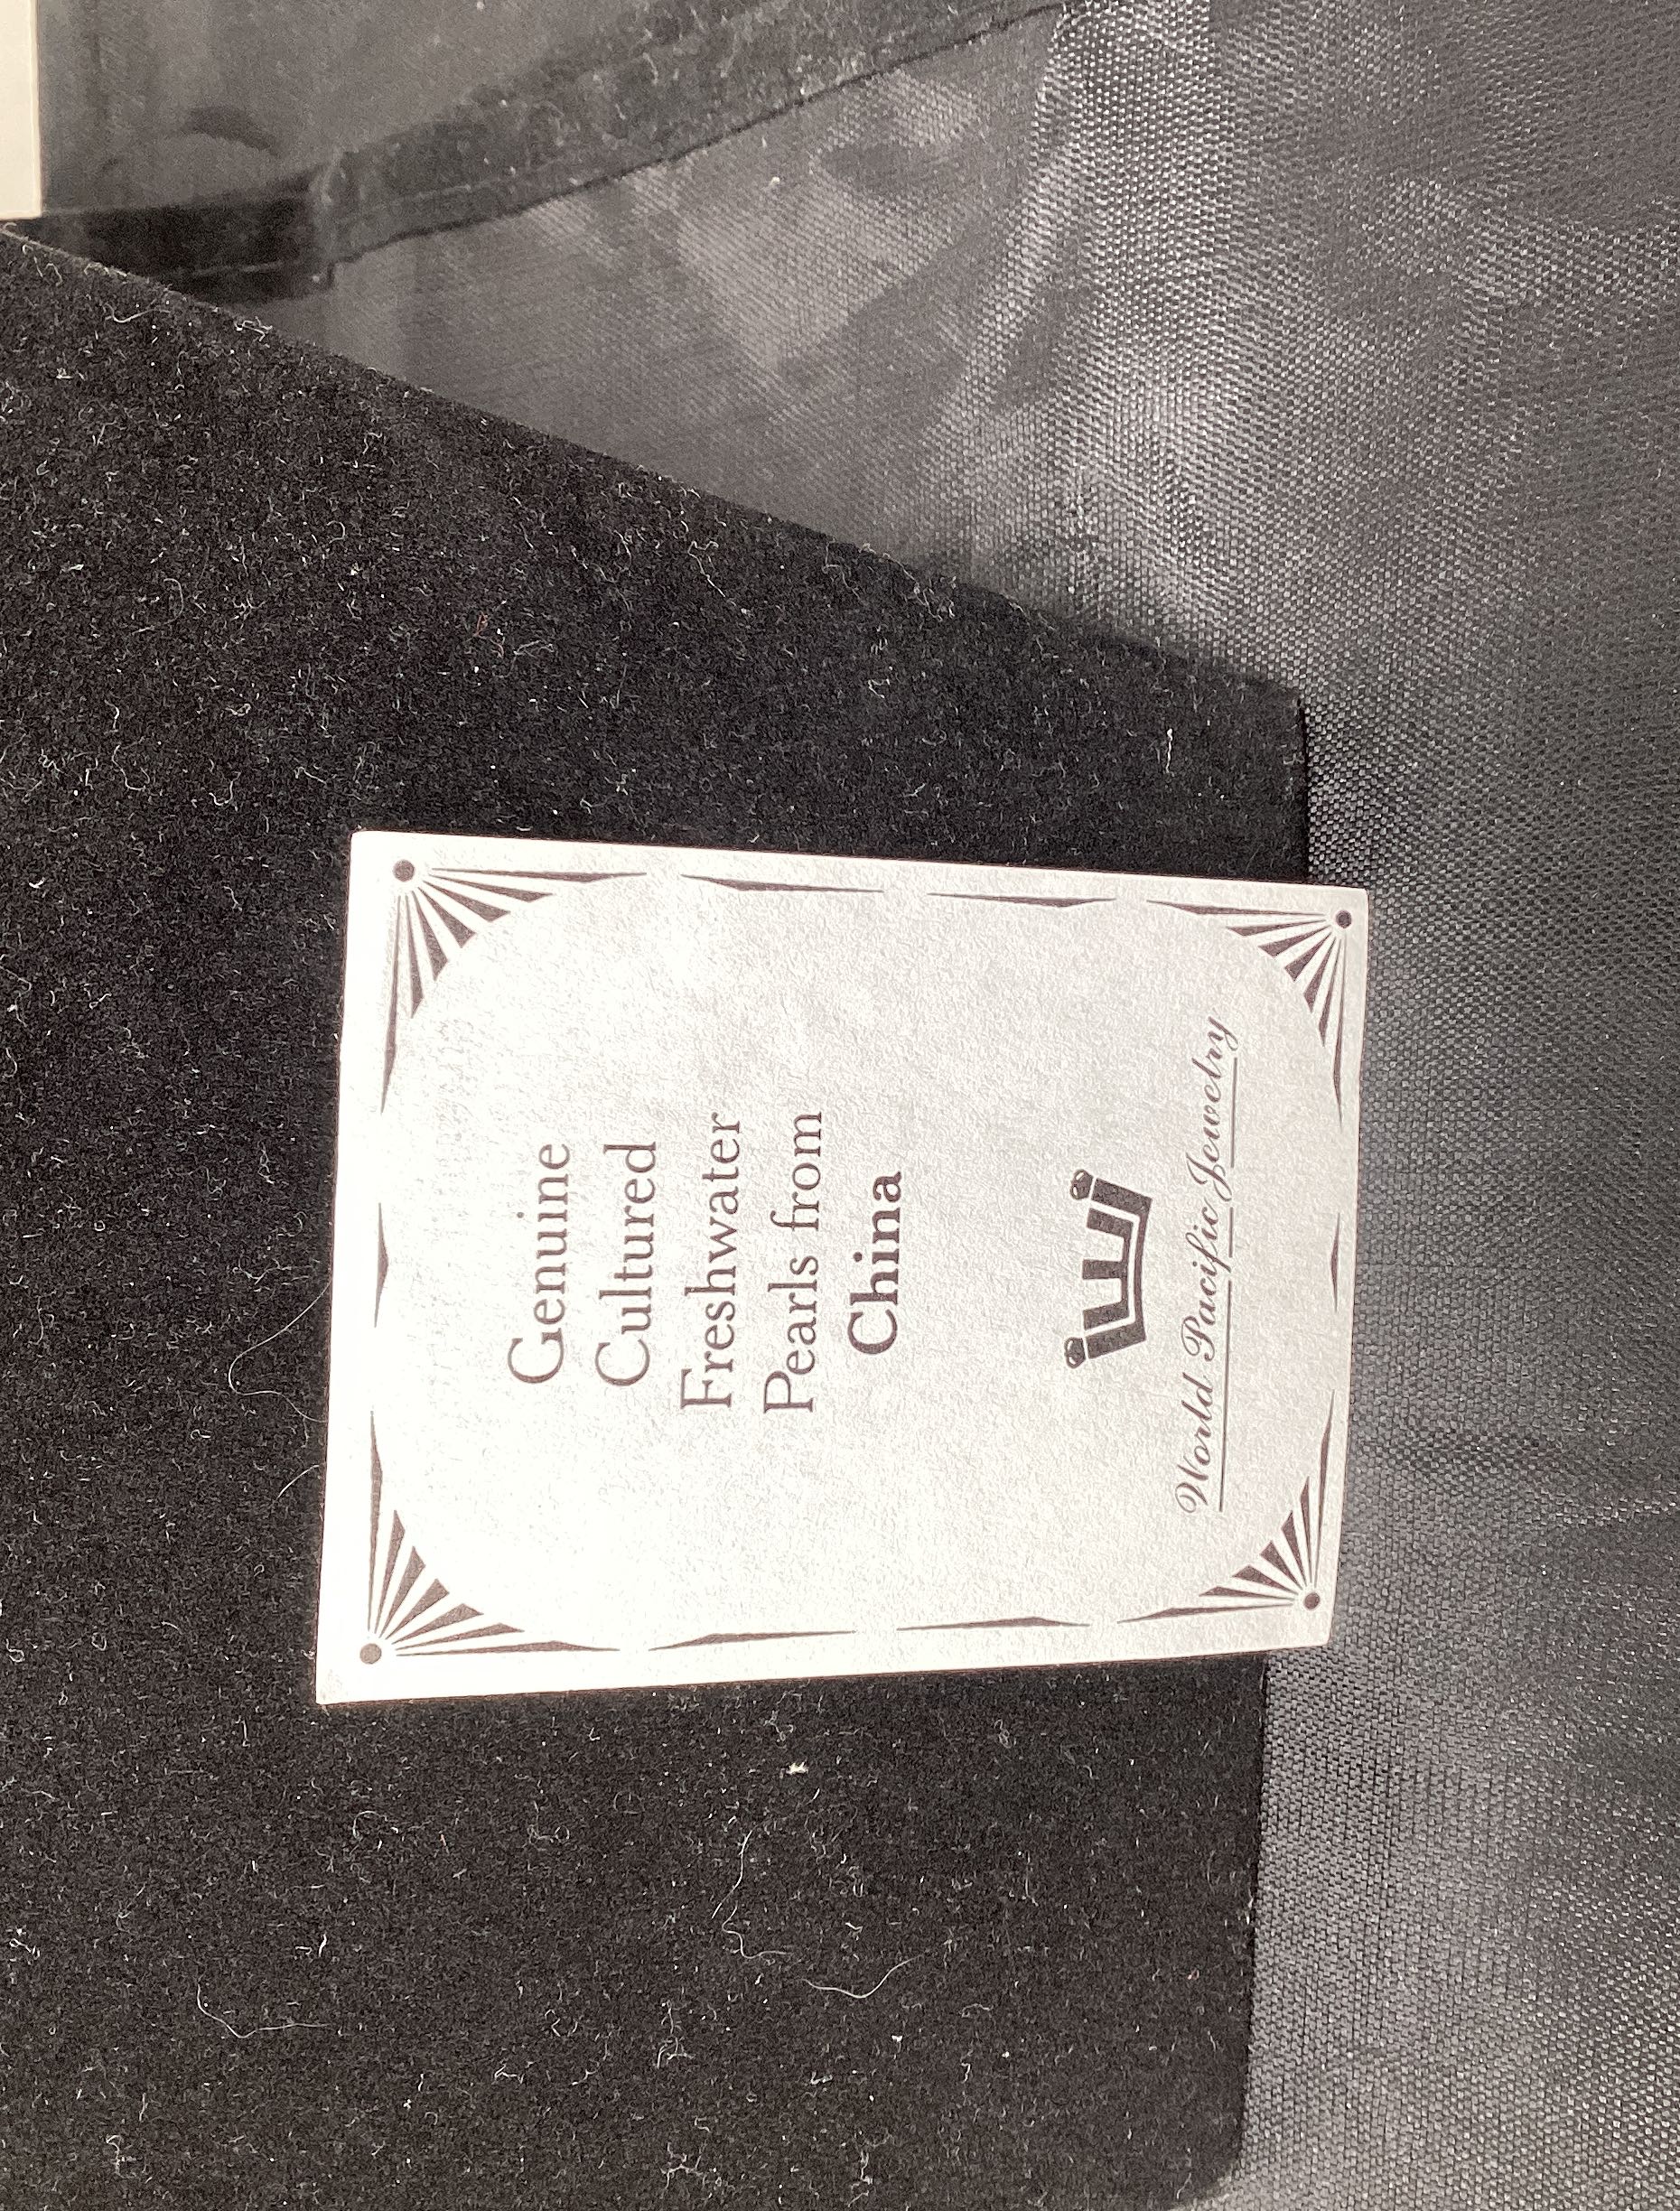 Genuine
Cultured
Freshwater
Pearls from
China
World Pacific Jewelry